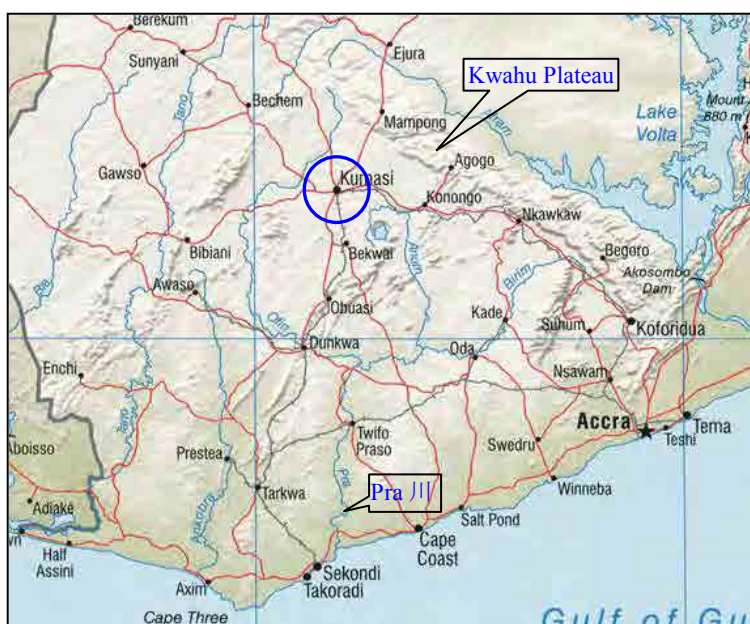 Berekum
Sunyani
Ejura
Kwahu Plateau
Tano
Bechem
Mampong
Afram
Lake
Volta
Mount
880 m
Agogo
Gawso
Kumasi
Konongo
Nkawkaw
Bibiani
Bekwai
Anum
Begoro
Bia
Awaso
Birim
Akosombo
Dam
Obuasi
Ofin
Kade
Suhum
Koforidua
Dunkwa
Oda
Enchi
Nsawam
Tano
Accra
Tema
Teshi
Aboisso
Prestea
Twifo
Praso
Swedru
Pra
Pra 川
Winneba
Adiake
Ankobra
Tarkwa
Salt Pond
Cape
Coast
Half
Assini
Sekondi
Takoradi
Axim
Cape Three
Gulf of Gu